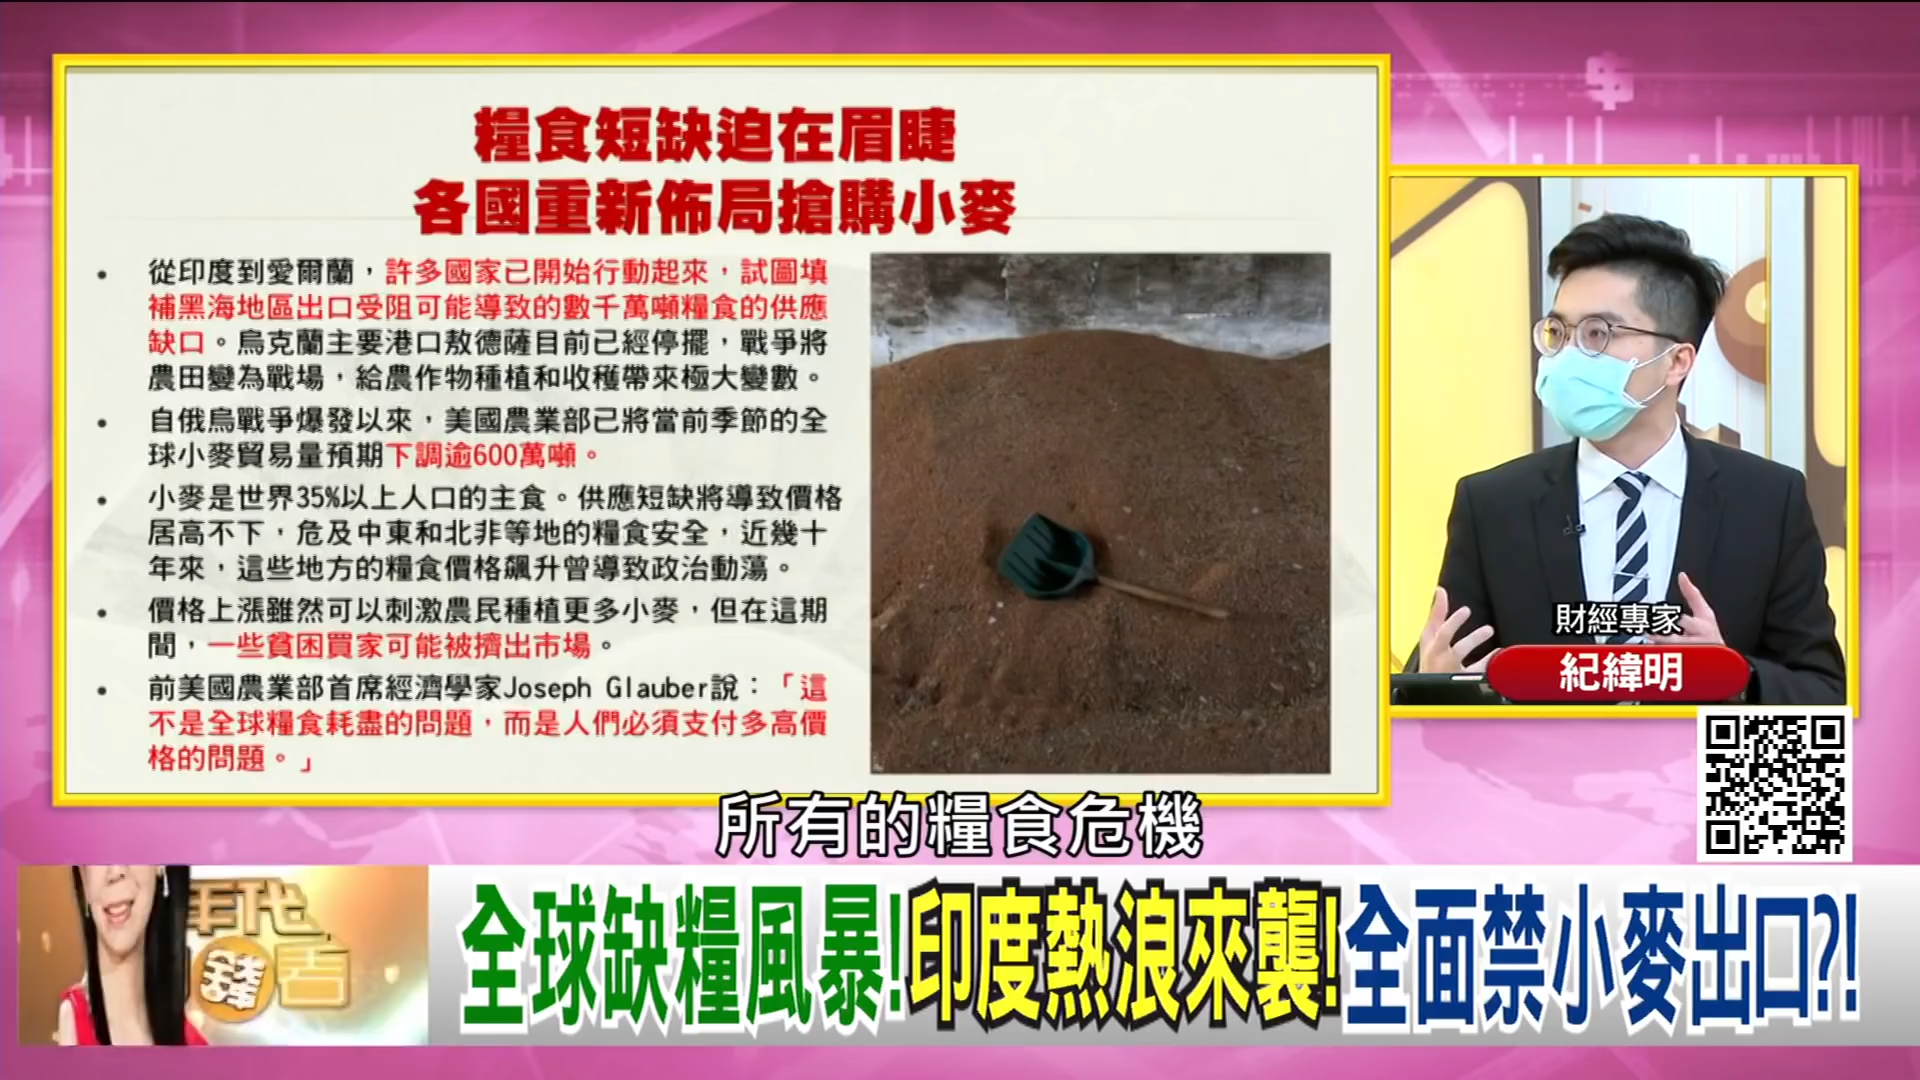 糧食短缺迫在眉睫
各國重新佈局搶購小麥
• 從印度到愛爾蘭，許多國家已開始行動起來，試圖填
補黑海地區出口受阻可能導致的數千萬噸糧食的供應
缺口。烏克蘭主要港口敖德薩目前已經停擺，戰爭將
農田變為戰場，給農作物種植和收穫帶來極大變數。
• 自俄烏戰爭爆發以來，美國農業部已將當前季節的全
球小麥貿易量預期下調逾600萬噸。
• 小麥是世界35%以上人口的主食。供應短缺將導致價格
居高不下，危及中東和北非等地的糧食安全，近幾十
年來，這些地方的糧食價格飆升曾導致政治動蕩。
• 價格上漲雖然可以刺激農民種植更多小麥，但在這期
間，一些貧困買家可能被擠出市場。
• 前美國農業部首席經濟學家Joseph Glauber說：「這
不是全球糧食耗盡的問題，而是人們必須支付多高價
格的問題。」
財經專家
紀緯明
所有的糧食危機
年代
錢
全球缺糧風暴!印度熱浪來襲!全面禁小麥出口?!